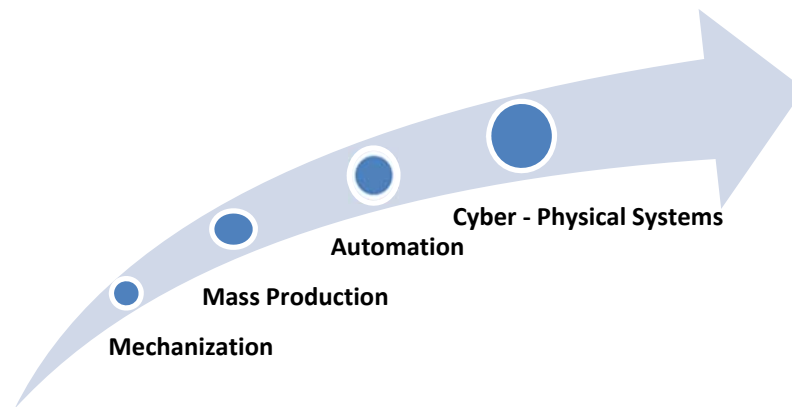 Cyber - Physical Systems
Automation
Mass Production
Mechanization